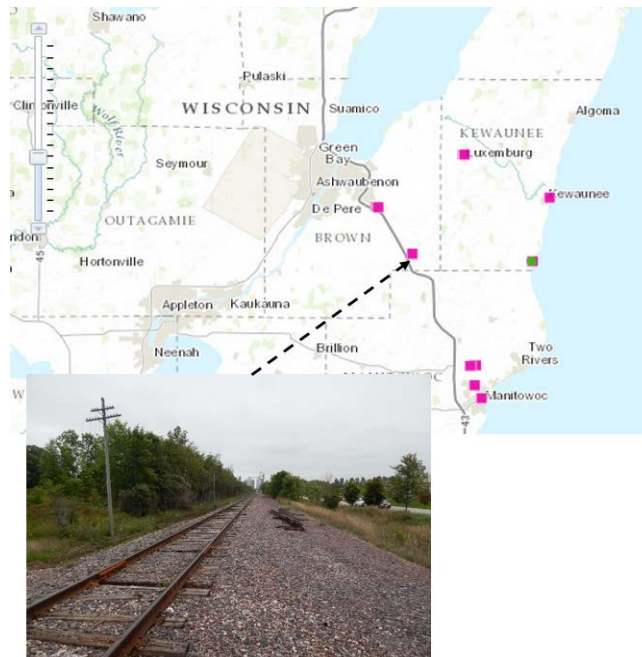 Shawano
Pulaski
WISCONSIN
Suamico
Algoma
Wolf River
KEWAUNEE
Luxemburg
Green
Bay
Seymour
Ashwaubenon
Kewaunee
De Pere
OUTAGAMIE
BROWN
45
Hortonville
Appleton
Kaukauna
Neenah
Brillion
Two
Rivers
Manitowoc
43